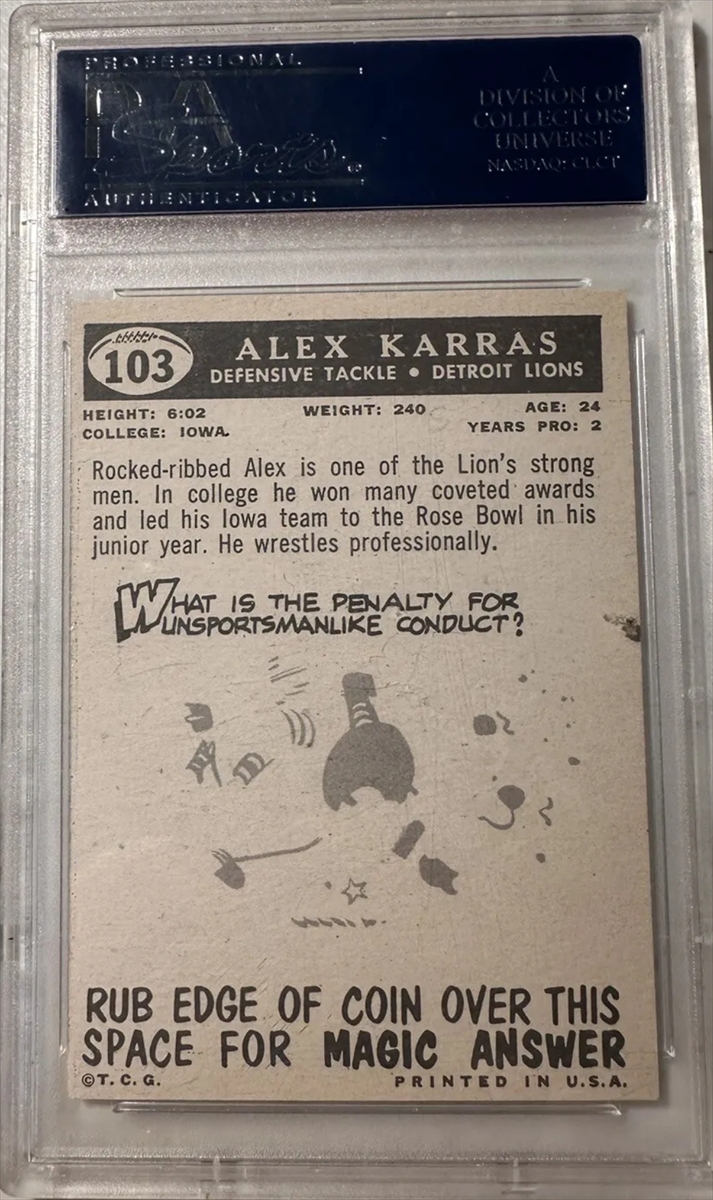 PROFESSIONAL
PSA
Sports
AUTHENTICATOR
A
DIVISION OF
COLLECTORS
UNIVERSE
NASDAQ: CLCT
103
ALEX KARRAS
DEFENSIVE TACKLE • DETROIT LIONS
HEIGHT: 6:02 WEIGHT: 240 AGE: 24
COLLEGE: IOWA. YEARS PRO: 2
Rocked-ribbed Alex is one of the Lion's strong
men. In college he won many coveted awards
and led his Iowa team to the Rose Bowl in his
junior year. He wrestles professionally.
WHAT IS THE PENALTY FOR
UNSPORTSMANLIKE CONDUCT?
RUB EDGE OF COIN OVER THIS
SPACE FOR MAGIC ANSWER
©T. C. G. PRINTED IN U.S.A.